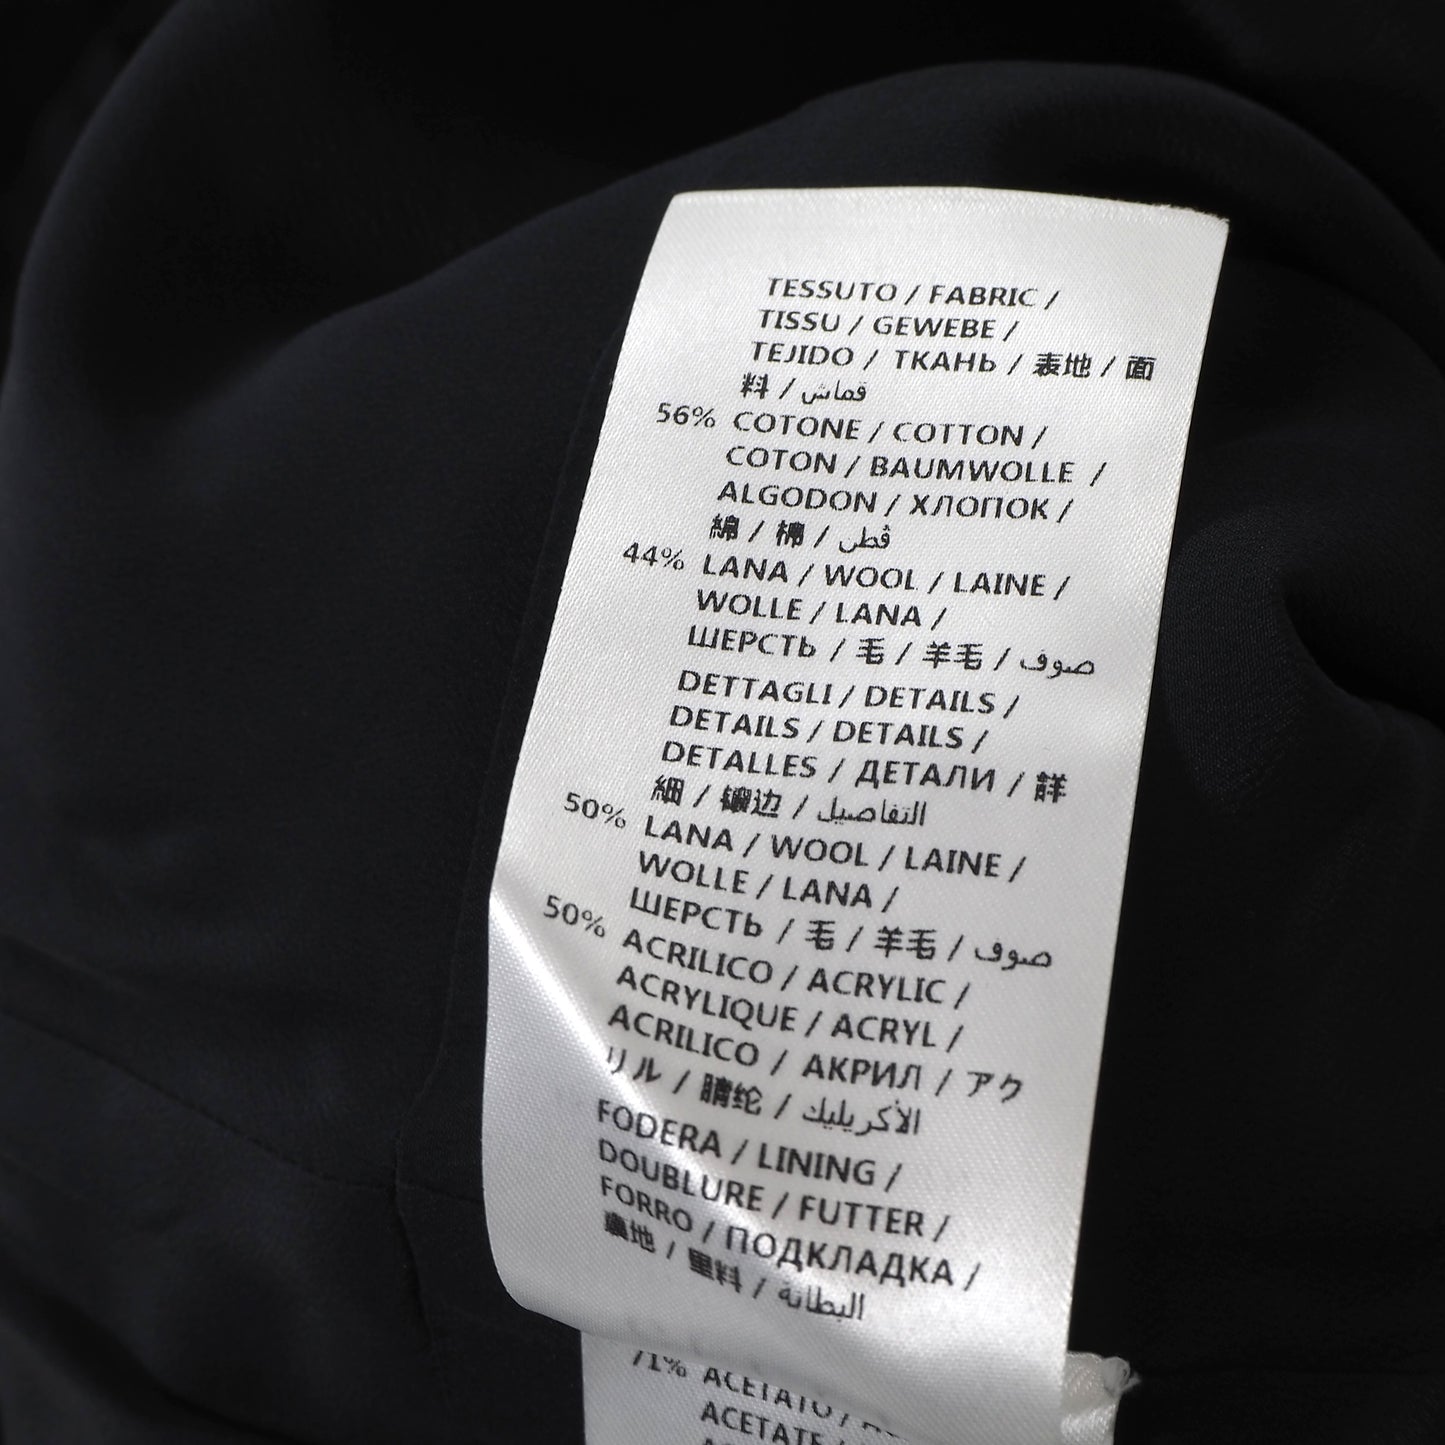 TESSUTO / FABRIC /
TISSU / GEWEBE /
TEJIDO / ТКАНЬ / 表地 / 面
料 / قماش
56% COTONE / COTTON /
COTON / BAUMWOLLE /
ALGODON / ХЛОПОК /
綿 / 棉 / قطن
44% LANA / WOOL / LAINE /
WOLLE / LANA /
ШЕРСТЬ / 毛 / 羊毛 / صوف
DETTAGLI / DETAILS /
DETAILS / DETAILS /
DETALLES / ДЕТАЛИ / 詳
細 / 镶边 / التفاصيل
50% LANA / WOOL / LAINE /
WOLLE / LANA /
ШЕРСТЬ / 毛 / 羊毛 / صوف
50% ACRILICO / ACRYLIC /
ACRYLIQUE / ACRYL /
ACRILICO / АКРИЛ / アク
リル / 腈纶 / الأكريليك
FODERA / LINING /
DOUBLURE / FUTTER /
FORRO / ПОДКЛАДКА /
裏地 / 里料 / البطانة
71% ACETATO /
ACETATE